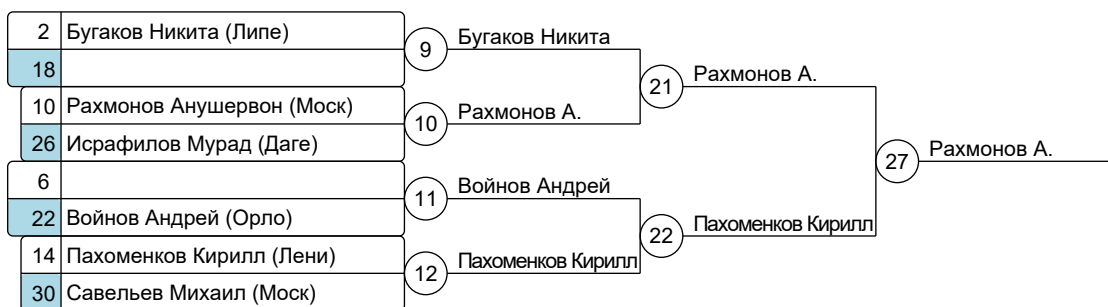 2 Бугаков Никита (Липе)
18
10 Рахмонов Анушервон (Моск)
26 Исрафилов Мурад (Даге)
6
22 Войнов Андрей (Орло)
14 Пахоменков Кирилл (Лени)
30 Савельев Михаил (Моск)
9 Бугаков Никита
10 Рахмонов А.
11 Войнов Андрей
12 Пахоменков Кирилл
21 Рахмонов А.
22 Пахоменков Кирилл
27 Рахмонов А.